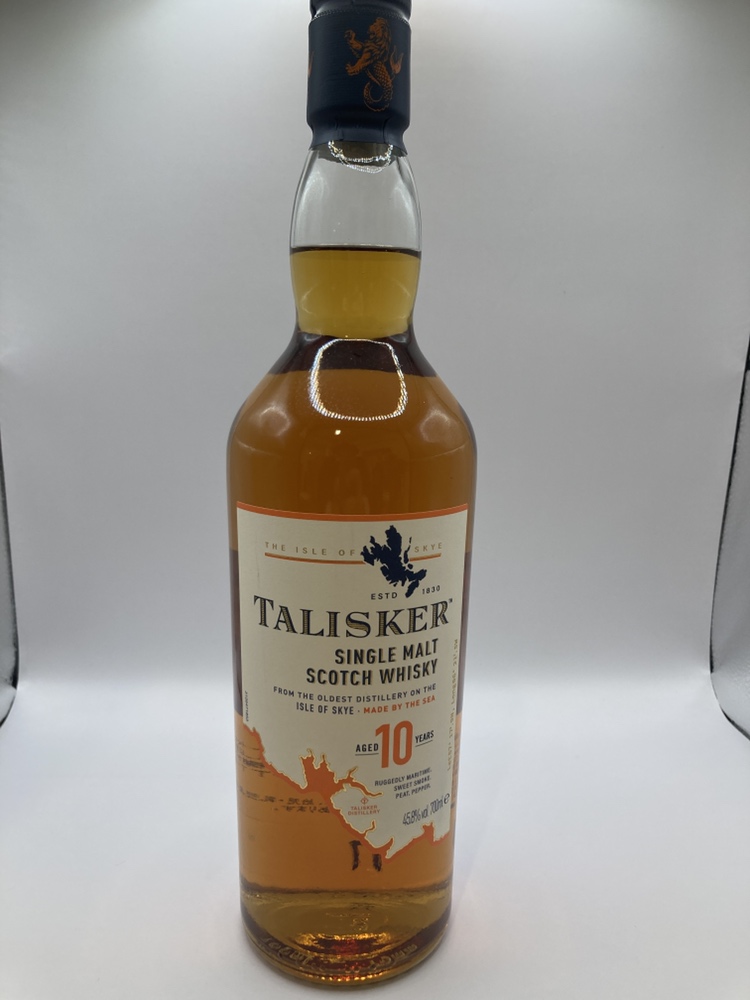 THE ISLE OF SKYE
ESTD 1830
TALISKER™
SINGLE MALT
SCOTCH WHISKY
FROM THE OLDEST DISTILLERY ON THE
ISLE OF SKYE · MADE BY THE SEA
AGED 10 YEARS
RUGGEDLY MARITIME,
SWEET SMOKE,
PEAT, PEPPER.
TALISKER
DISTILLERY
45.8% vol 700ml ℮